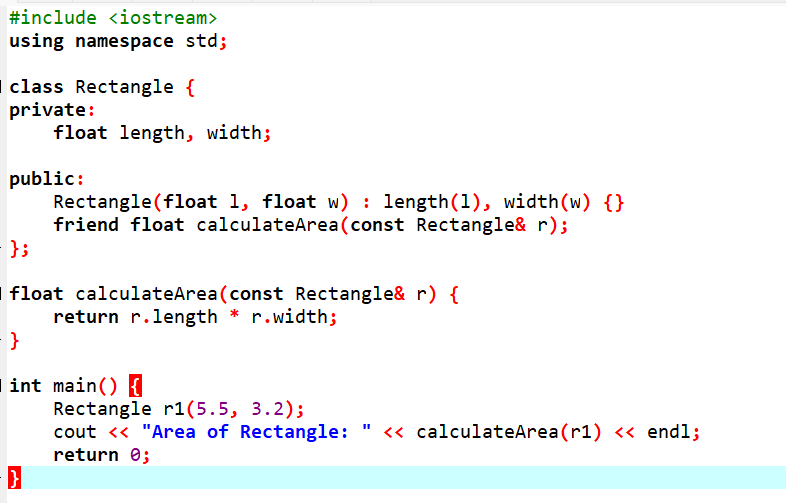 #include <iostream>
using namespace std;

class Rectangle {
private:
    float length, width;

public:
    Rectangle(float l, float w) : length(l), width(w) {}
    friend float calculateArea(const Rectangle& r);
};

float calculateArea(const Rectangle& r) {
    return r.length * r.width;
}

int main() {
    Rectangle r1(5.5, 3.2);
    cout << "Area of Rectangle: " << calculateArea(r1) << endl;
    return 0;
}